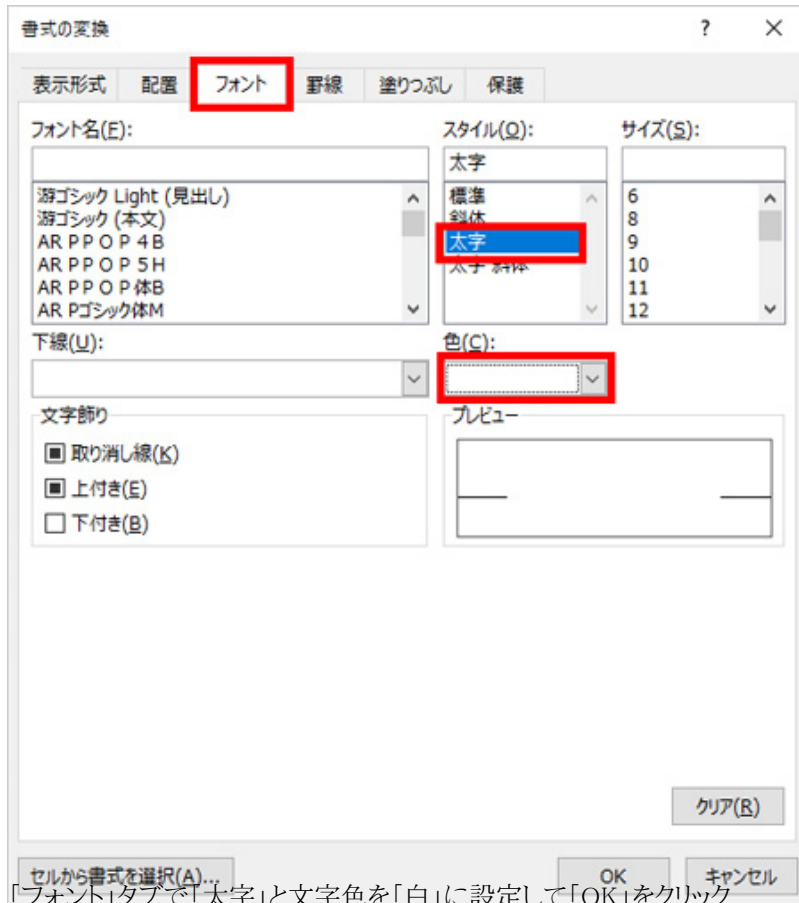 書式の変換 ? ×
表示形式 配置 フォント 罫線 塗りつぶし 保護
フォント名(F): スタイル(O): サイズ(S):
太字
游ゴシック Light (見出し) 標準 6
游ゴシック (本文) 斜体 8
AR P P O P 4 B 太字 9
AR P P O P 5 H 太字 斜体 10
AR P P O P 体B 11
AR Pゴシック体M 12
下線(U): 色(C):
文字飾り プレビュー
取り消し線(K)
上付き(E)
下付き(B)
クリア(R)
セルから書式を選択(A)... OK キャンセル
「フォント」タブで「太字」と文字色を「白」に設定して「OK」をクリック